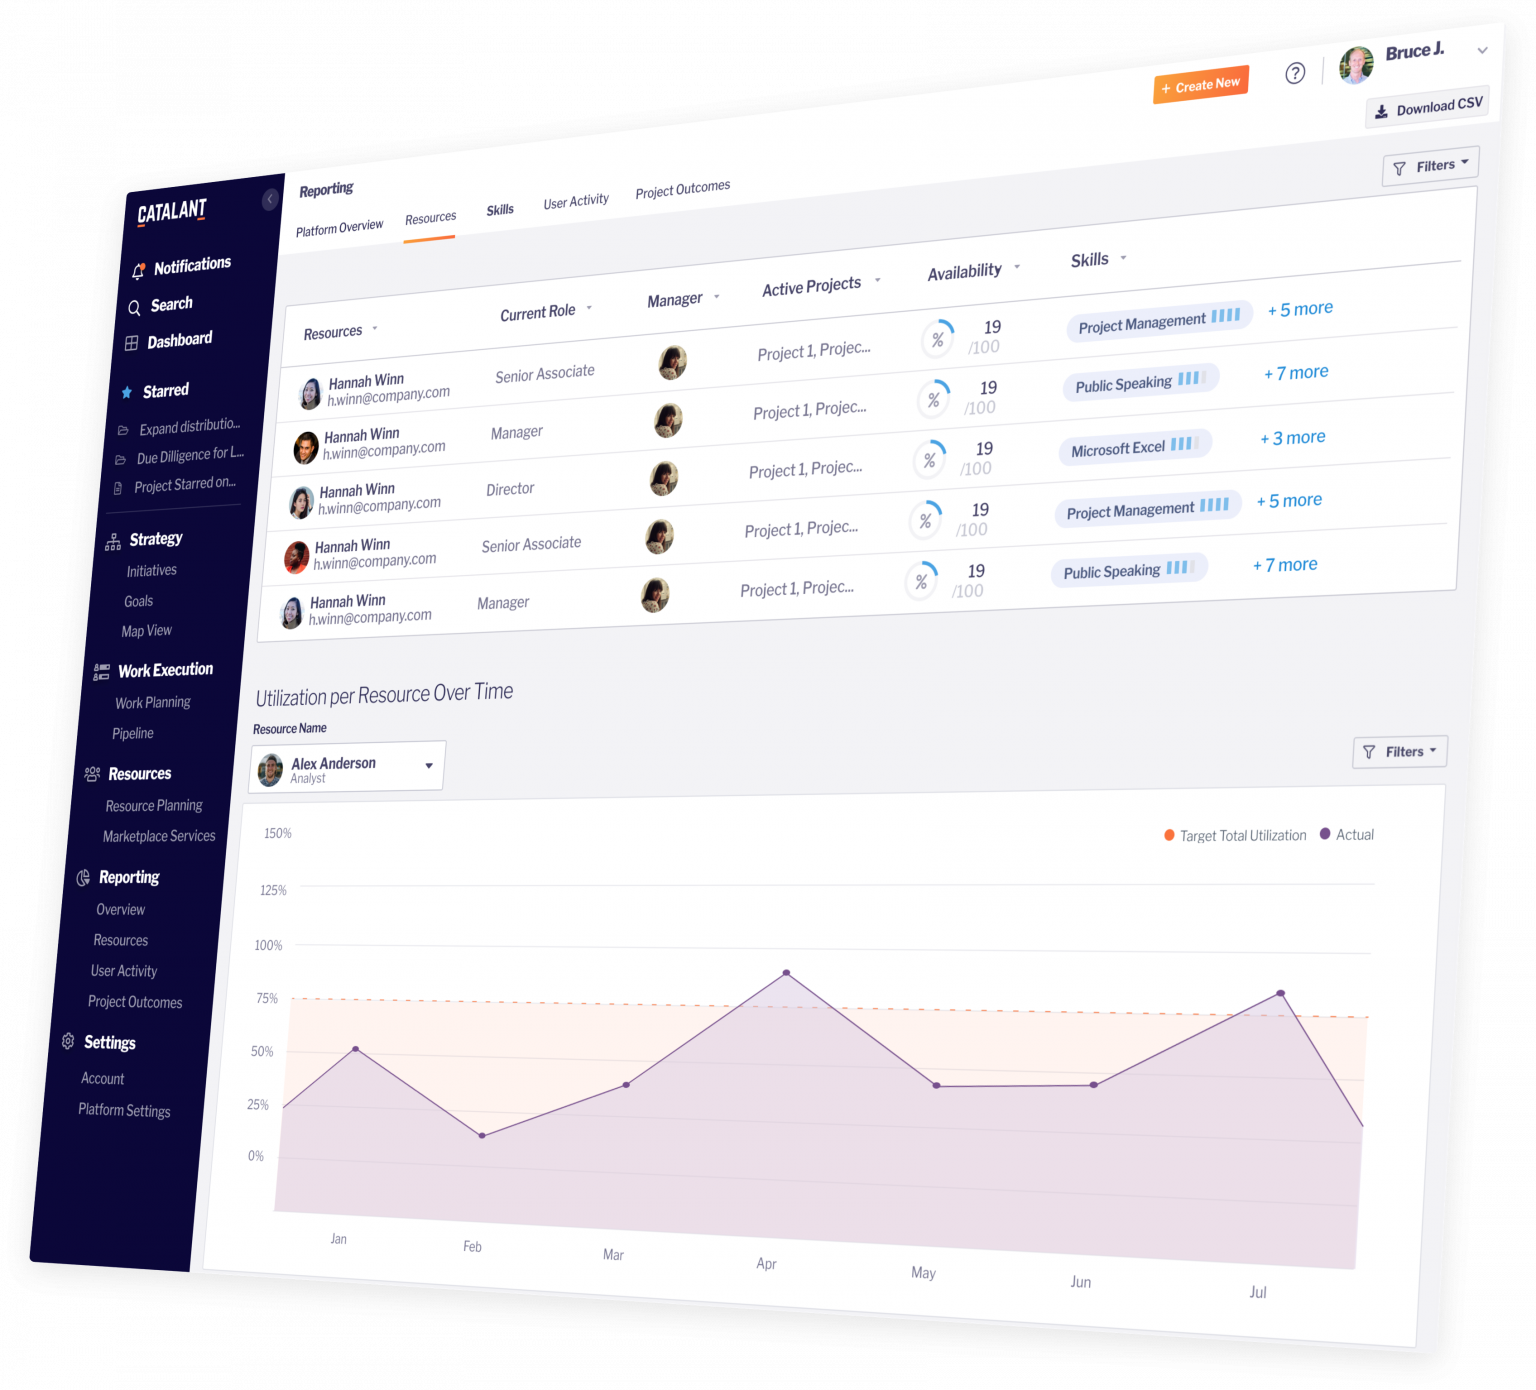 CATALANT
Notifications
Search
Dashboard
Starred
Expand distributio...
Due Dilligence for L...
Project Starred on...
Strategy
Initiatives
Goals
Map View
Work Execution
Work Planning
Pipeline
Resources
Resource Planning
Marketplace Services
Reporting
Overview
Resources
User Activity
Project Outcomes
Settings
Account
Platform Settings
+ Create New
?
Bruce J.
Download CSV
Reporting
Platform Overview Resources Skills User Activity Project Outcomes
Filters
Resources Current Role Manager Active Projects Availability Skills
Hannah Winn Senior Associate Project 1, Projec... % 19 Project Management + 5 more
h.winn@company.com /100
Hannah Winn Manager Project 1, Projec... % 19 Public Speaking + 7 more
h.winn@company.com /100
Hannah Winn Director Project 1, Projec... % 19 Microsoft Excel + 3 more
h.winn@company.com /100
Hannah Winn Senior Associate Project 1, Projec... % 19 Project Management + 5 more
h.winn@company.com /100
Hannah Winn Manager Project 1, Projec... % 19 Public Speaking + 7 more
h.winn@company.com /100
Utilization per Resource Over Time
Resource Name
Alex Anderson
Analyst
Filters
Target Total Utilization Actual
150%
125%
100%
75%
50%
25%
0%
Jan Feb Mar Apr May Jun Jul